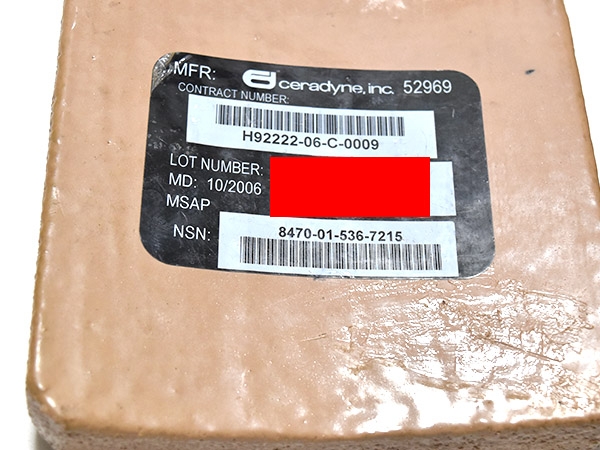 MFR: ceradyne, inc. 52969
CONTRACT NUMBER:
H92222-06-C-0009
LOT NUMBER:
MD: 10/2006
MSAP
NSN: 8470-01-536-7215